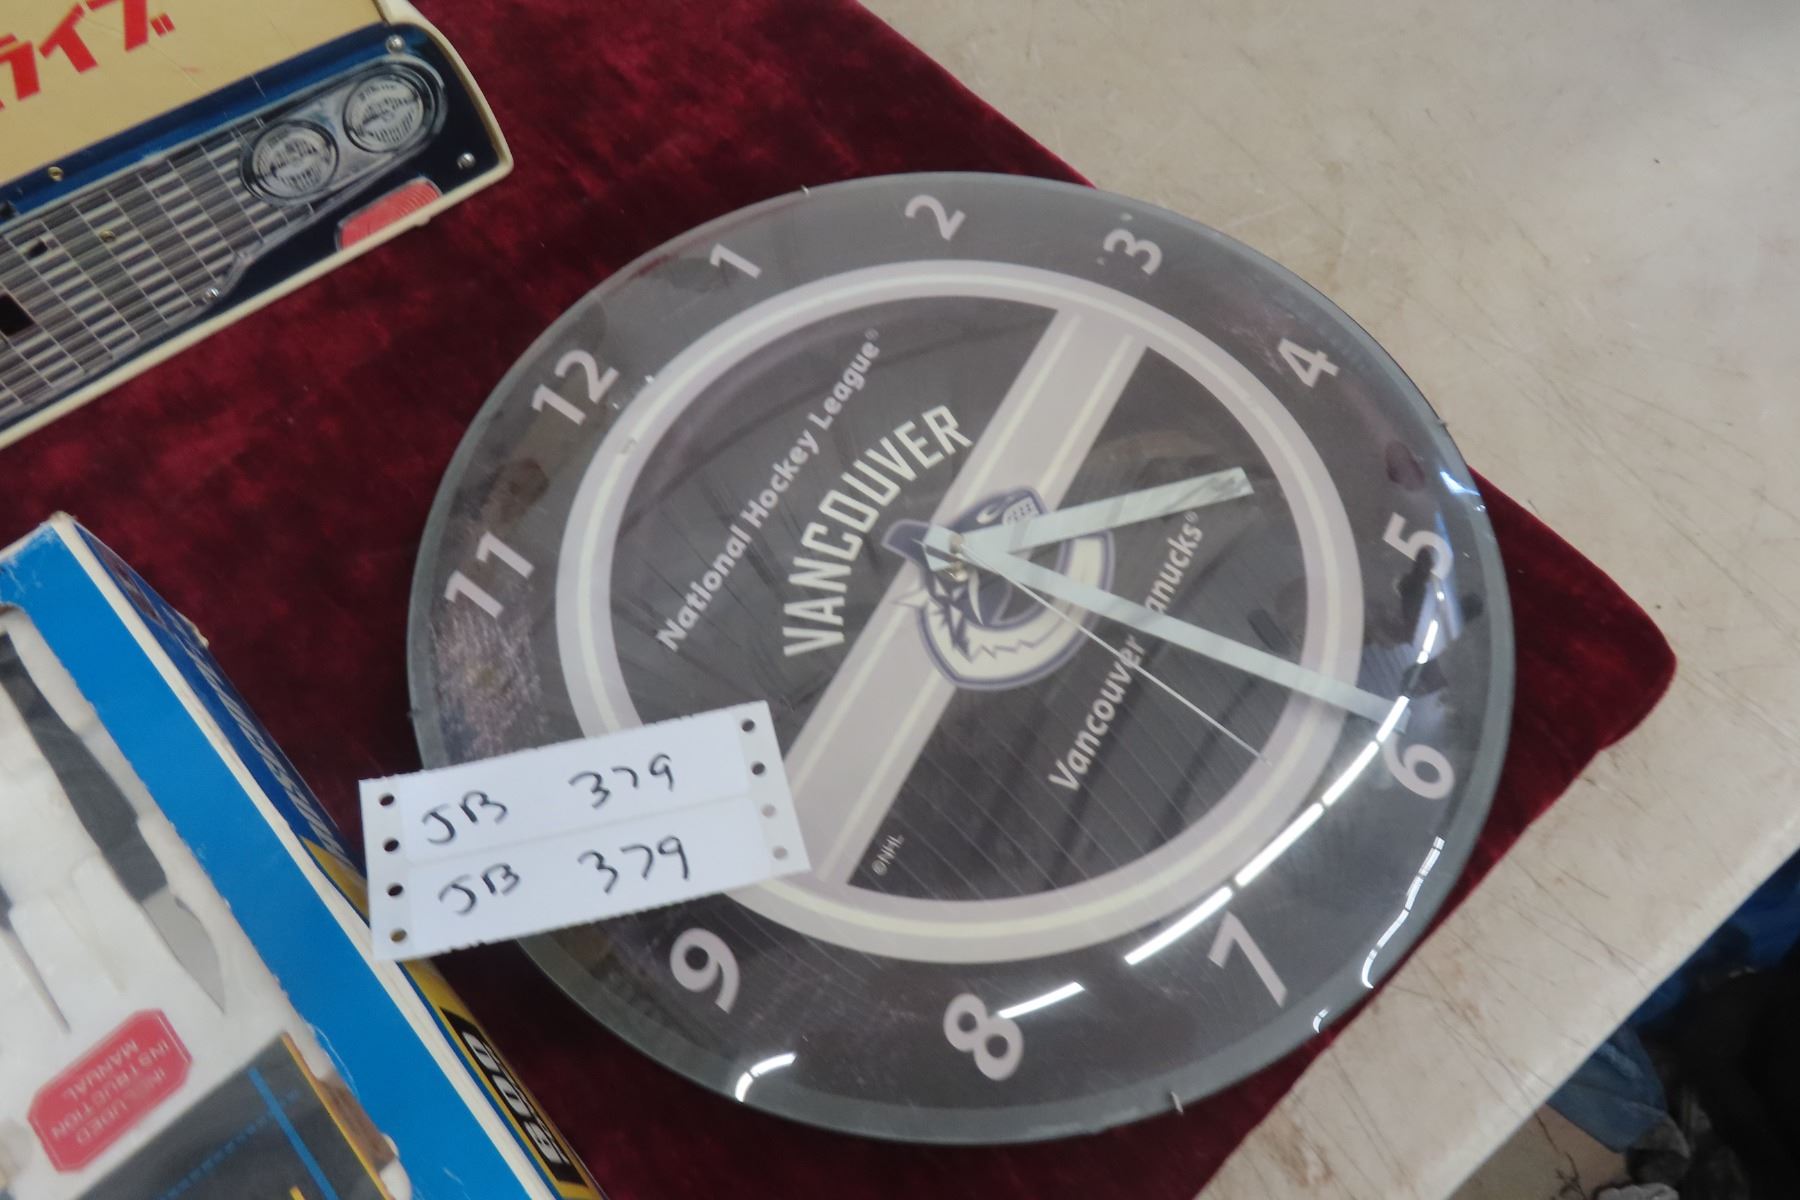 ライブ
1
2
3
4
5
6
7
8
9
11
12
National Hockey League®
VANCOUVER
Vancouver Canucks®
©NHL
JB 379
JB 379
INCLUDED
INSTRUCTION
MANUAL